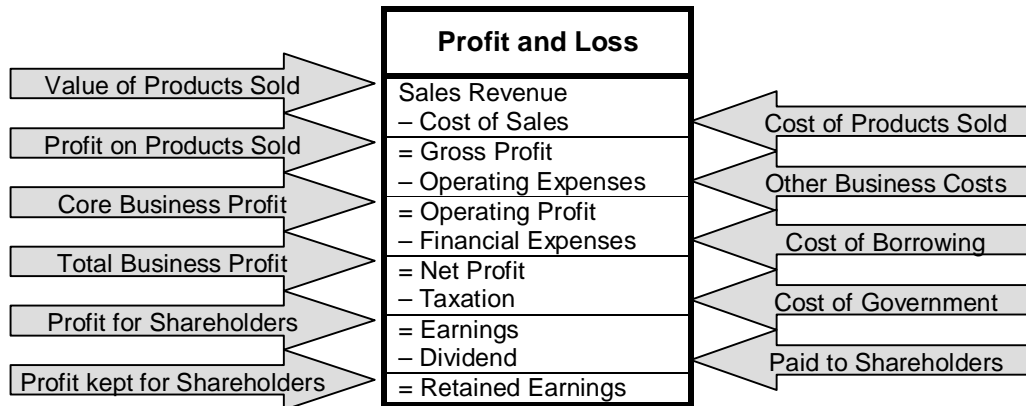 Profit and Loss
Value of Products Sold
Sales Revenue
– Cost of Sales
Cost of Products Sold
Profit on Products Sold
= Gross Profit
– Operating Expenses
Other Business Costs
Core Business Profit
= Operating Profit
– Financial Expenses
Cost of Borrowing
Total Business Profit
= Net Profit
– Taxation
Cost of Government
Profit for Shareholders
= Earnings
– Dividend
Paid to Shareholders
Profit kept for Shareholders
= Retained Earnings